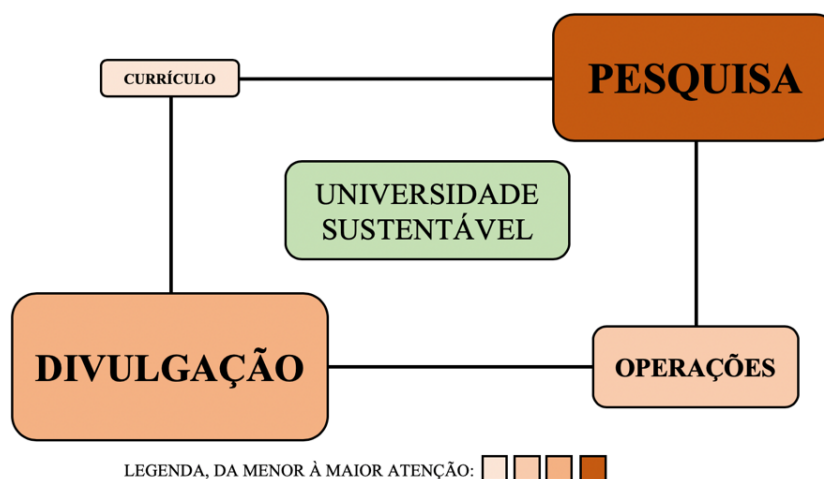 CURRÍCULO
PESQUISA
UNIVERSIDADE
SUSTENTÁVEL
DIVULGAÇÃO
OPERAÇÕES
LEGENDA, DA MENOR À MAIOR ATENÇÃO: